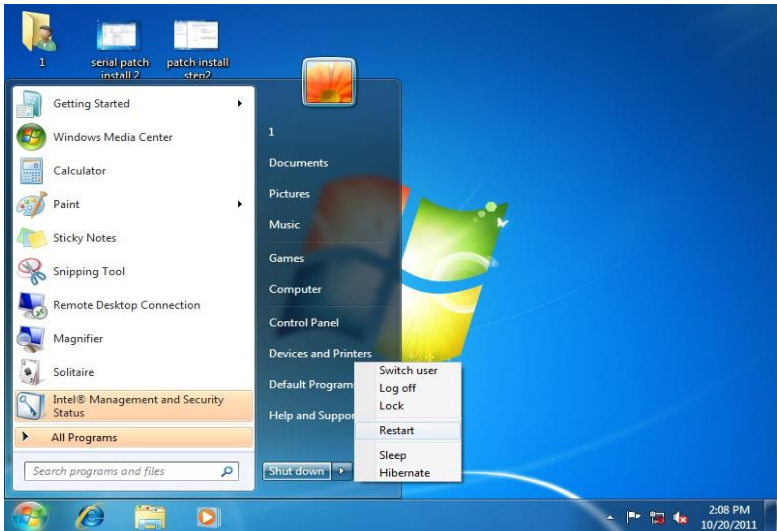 1
serial patch
install 2
patch install
step2
Getting Started
Windows Media Center
Calculator
Paint
Sticky Notes
Snipping Tool
Remote Desktop Connection
Magnifier
Solitaire
Intel® Management and Security
Status
All Programs
Search programs and files
1
Documents
Pictures
Music
Games
Computer
Control Panel
Devices and Printers
Default Program
Help and Suppor
Shut down
Switch user
Log off
Lock
Restart
Sleep
Hibernate
2:08 PM
10/20/2011